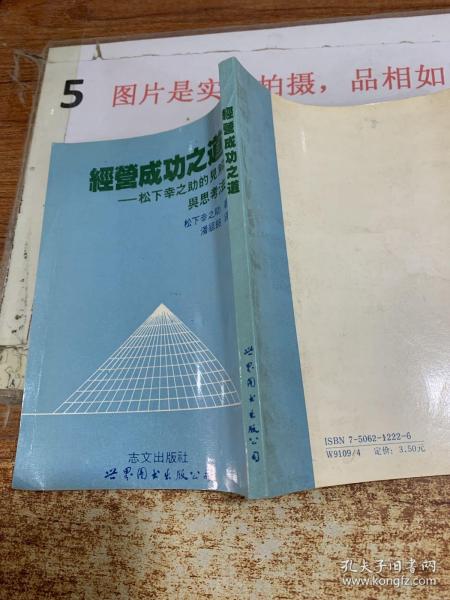 5 图片是实 拍摄，品相如
經營成功之道
——松下幸之助的見
與思考法
松下幸之助
潘祖銘
志文出版社
世界图书出版公司
經營成功之道
世界图书出版公司
ISBN 7-5062-1222-6
W9109/4 定价：3.50元
孔夫子旧书网
www.kongfz.com